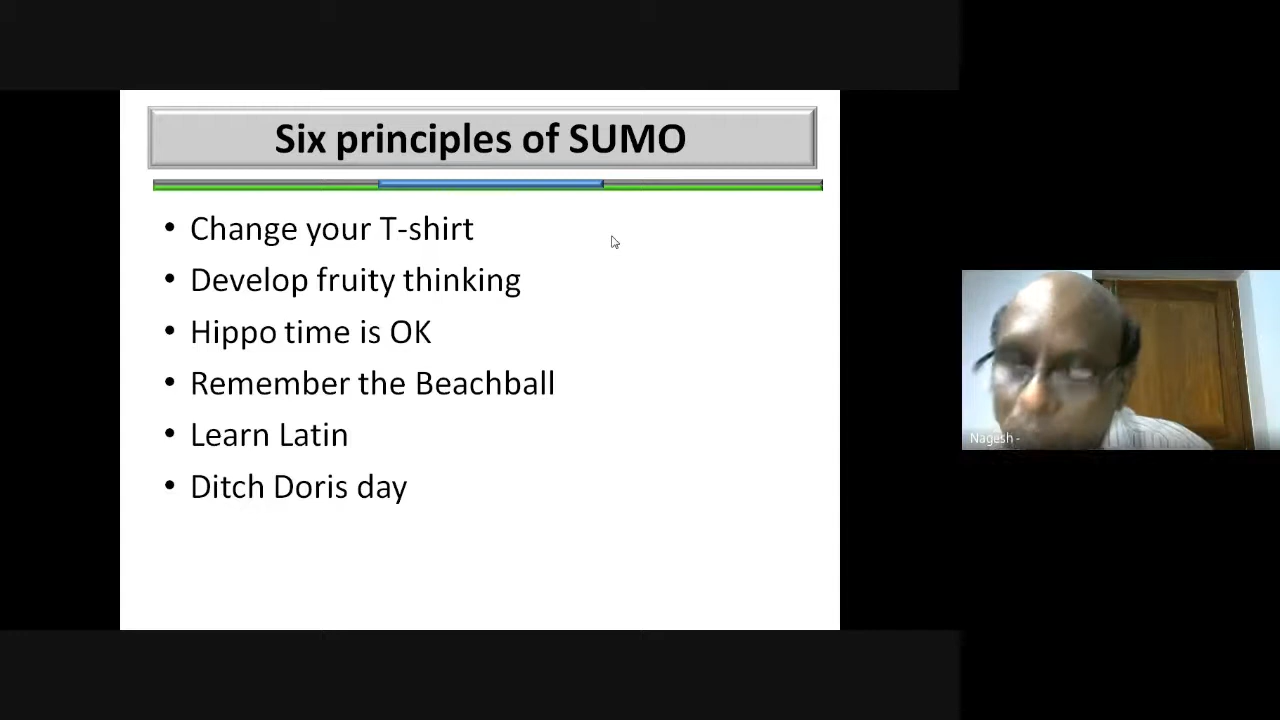 Six principles of SUMO
• Change your T-shirt
• Develop fruity thinking
• Hippo time is OK
• Remember the Beachball
• Learn Latin
• Ditch Doris day
Nagesh -